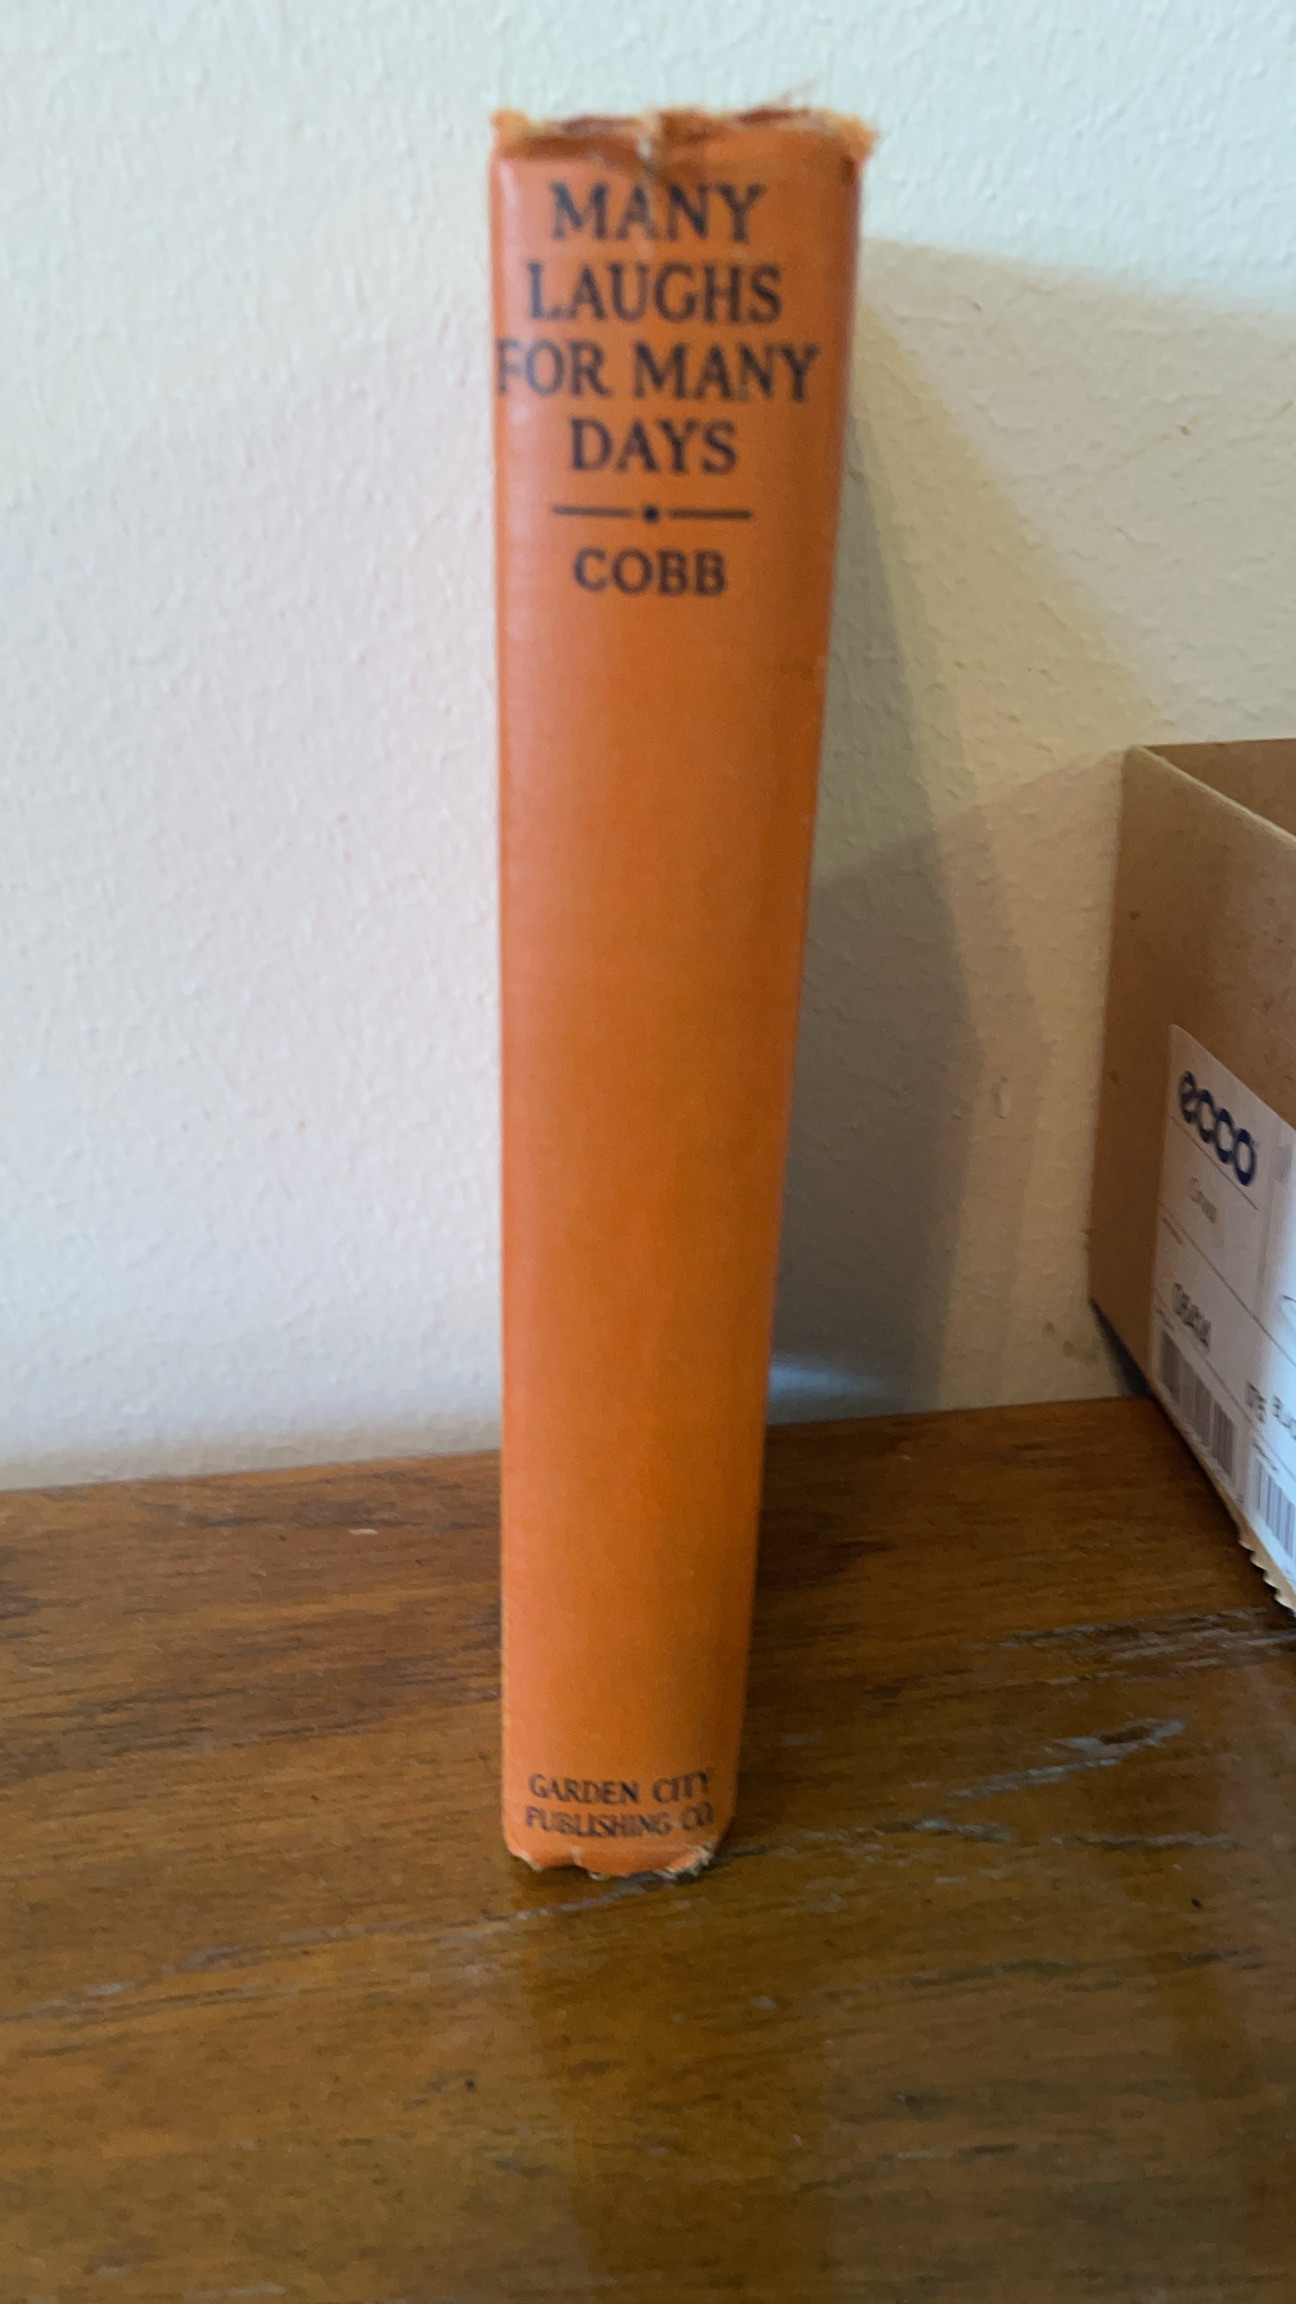 MANY
LAUGHS
FOR MANY
DAYS
COBB
GARDEN CITY
PUBLISHING CO.
ecco